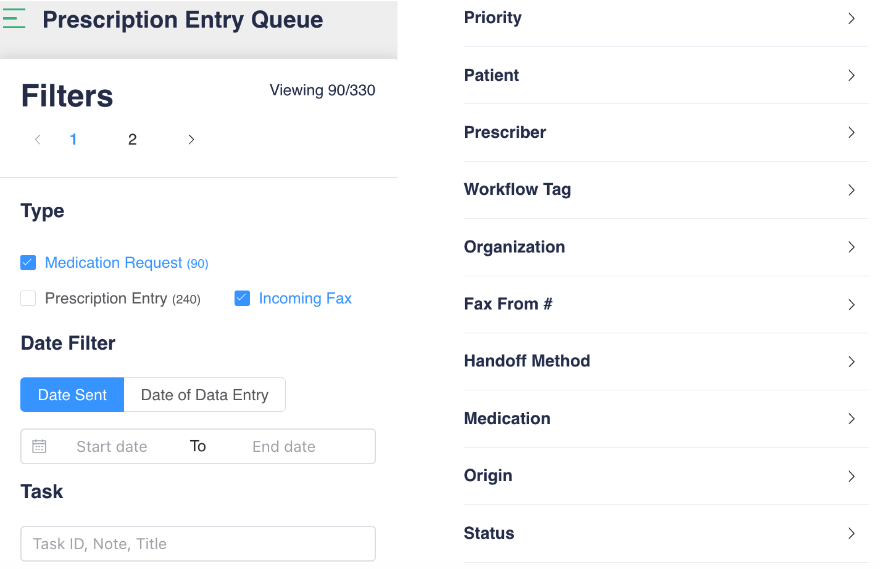 Prescription Entry Queue
Filters
Viewing 90/330
1
2
Type
Medication Request (90)
Prescription Entry (240)
Incoming Fax
Date Filter
Date Sent
Date of Data Entry
Start date
To
End date
Task
Task ID, Note, Title
Priority
Patient
Prescriber
Workflow Tag
Organization
Fax From #
Handoff Method
Medication
Origin
Status